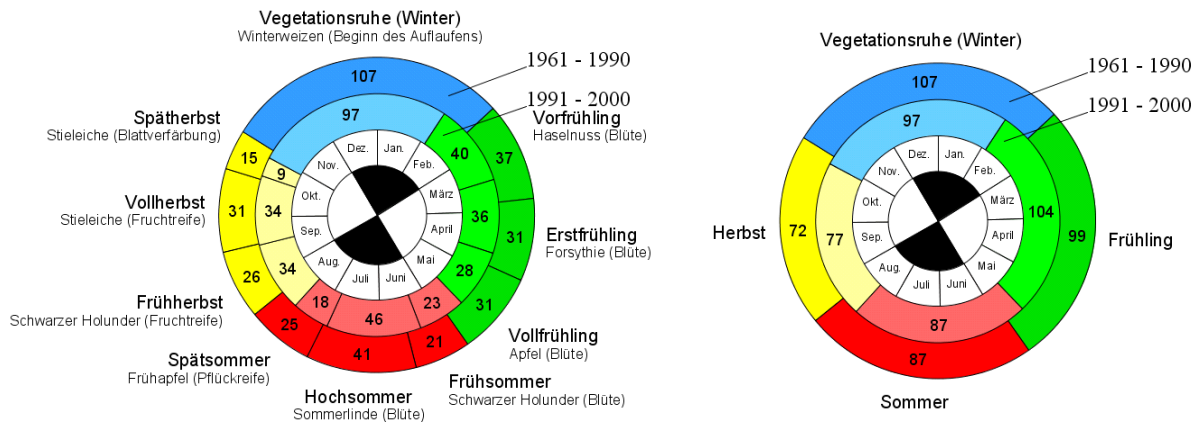 Vegetationsruhe (Winter)
Winterweizen (Beginn des Auflaufens)
1961 - 1990
1991 - 2000
107
97
Vorfrühling
Haselnuss (Blüte)
37
40
Erstfrühling
Forsythie (Blüte)
31
36
Vollfrühling
Apfel (Blüte)
31
28
Frühsommer
Schwarzer Holunder (Blüte)
21
23
Hochsommer
Sommerlinde (Blüte)
41
46
Spätsommer
Frühapfel (Pflückreife)
25
18
Frühherbst
Schwarzer Holunder (Fruchtreife)
26
34
Vollherbst
Stieleiche (Fruchtreife)
31
34
Spätherbst
Stieleiche (Blattverfärbung)
15
9
Jan.
Feb.
März
April
Mai
Juni
Juli
Aug.
Sep.
Okt.
Nov.
Dez.
Vegetationsruhe (Winter)
1961 - 1990
1991 - 2000
107
97
Frühling
99
104
Sommer
87
87
Herbst
72
77
Jan.
Feb.
März
April
Mai
Juni
Juli
Aug.
Sep.
Okt.
Nov.
Dez.